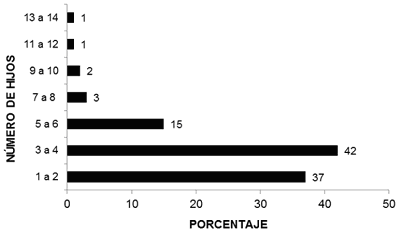 NÚMERO DE HIJOS
13 a 14 1
11 a 12 1
9 a 10 2
7 a 8 3
5 a 6 15
3 a 4 42
1 a 2 37
0 10 20 30 40 50
PORCENTAJE